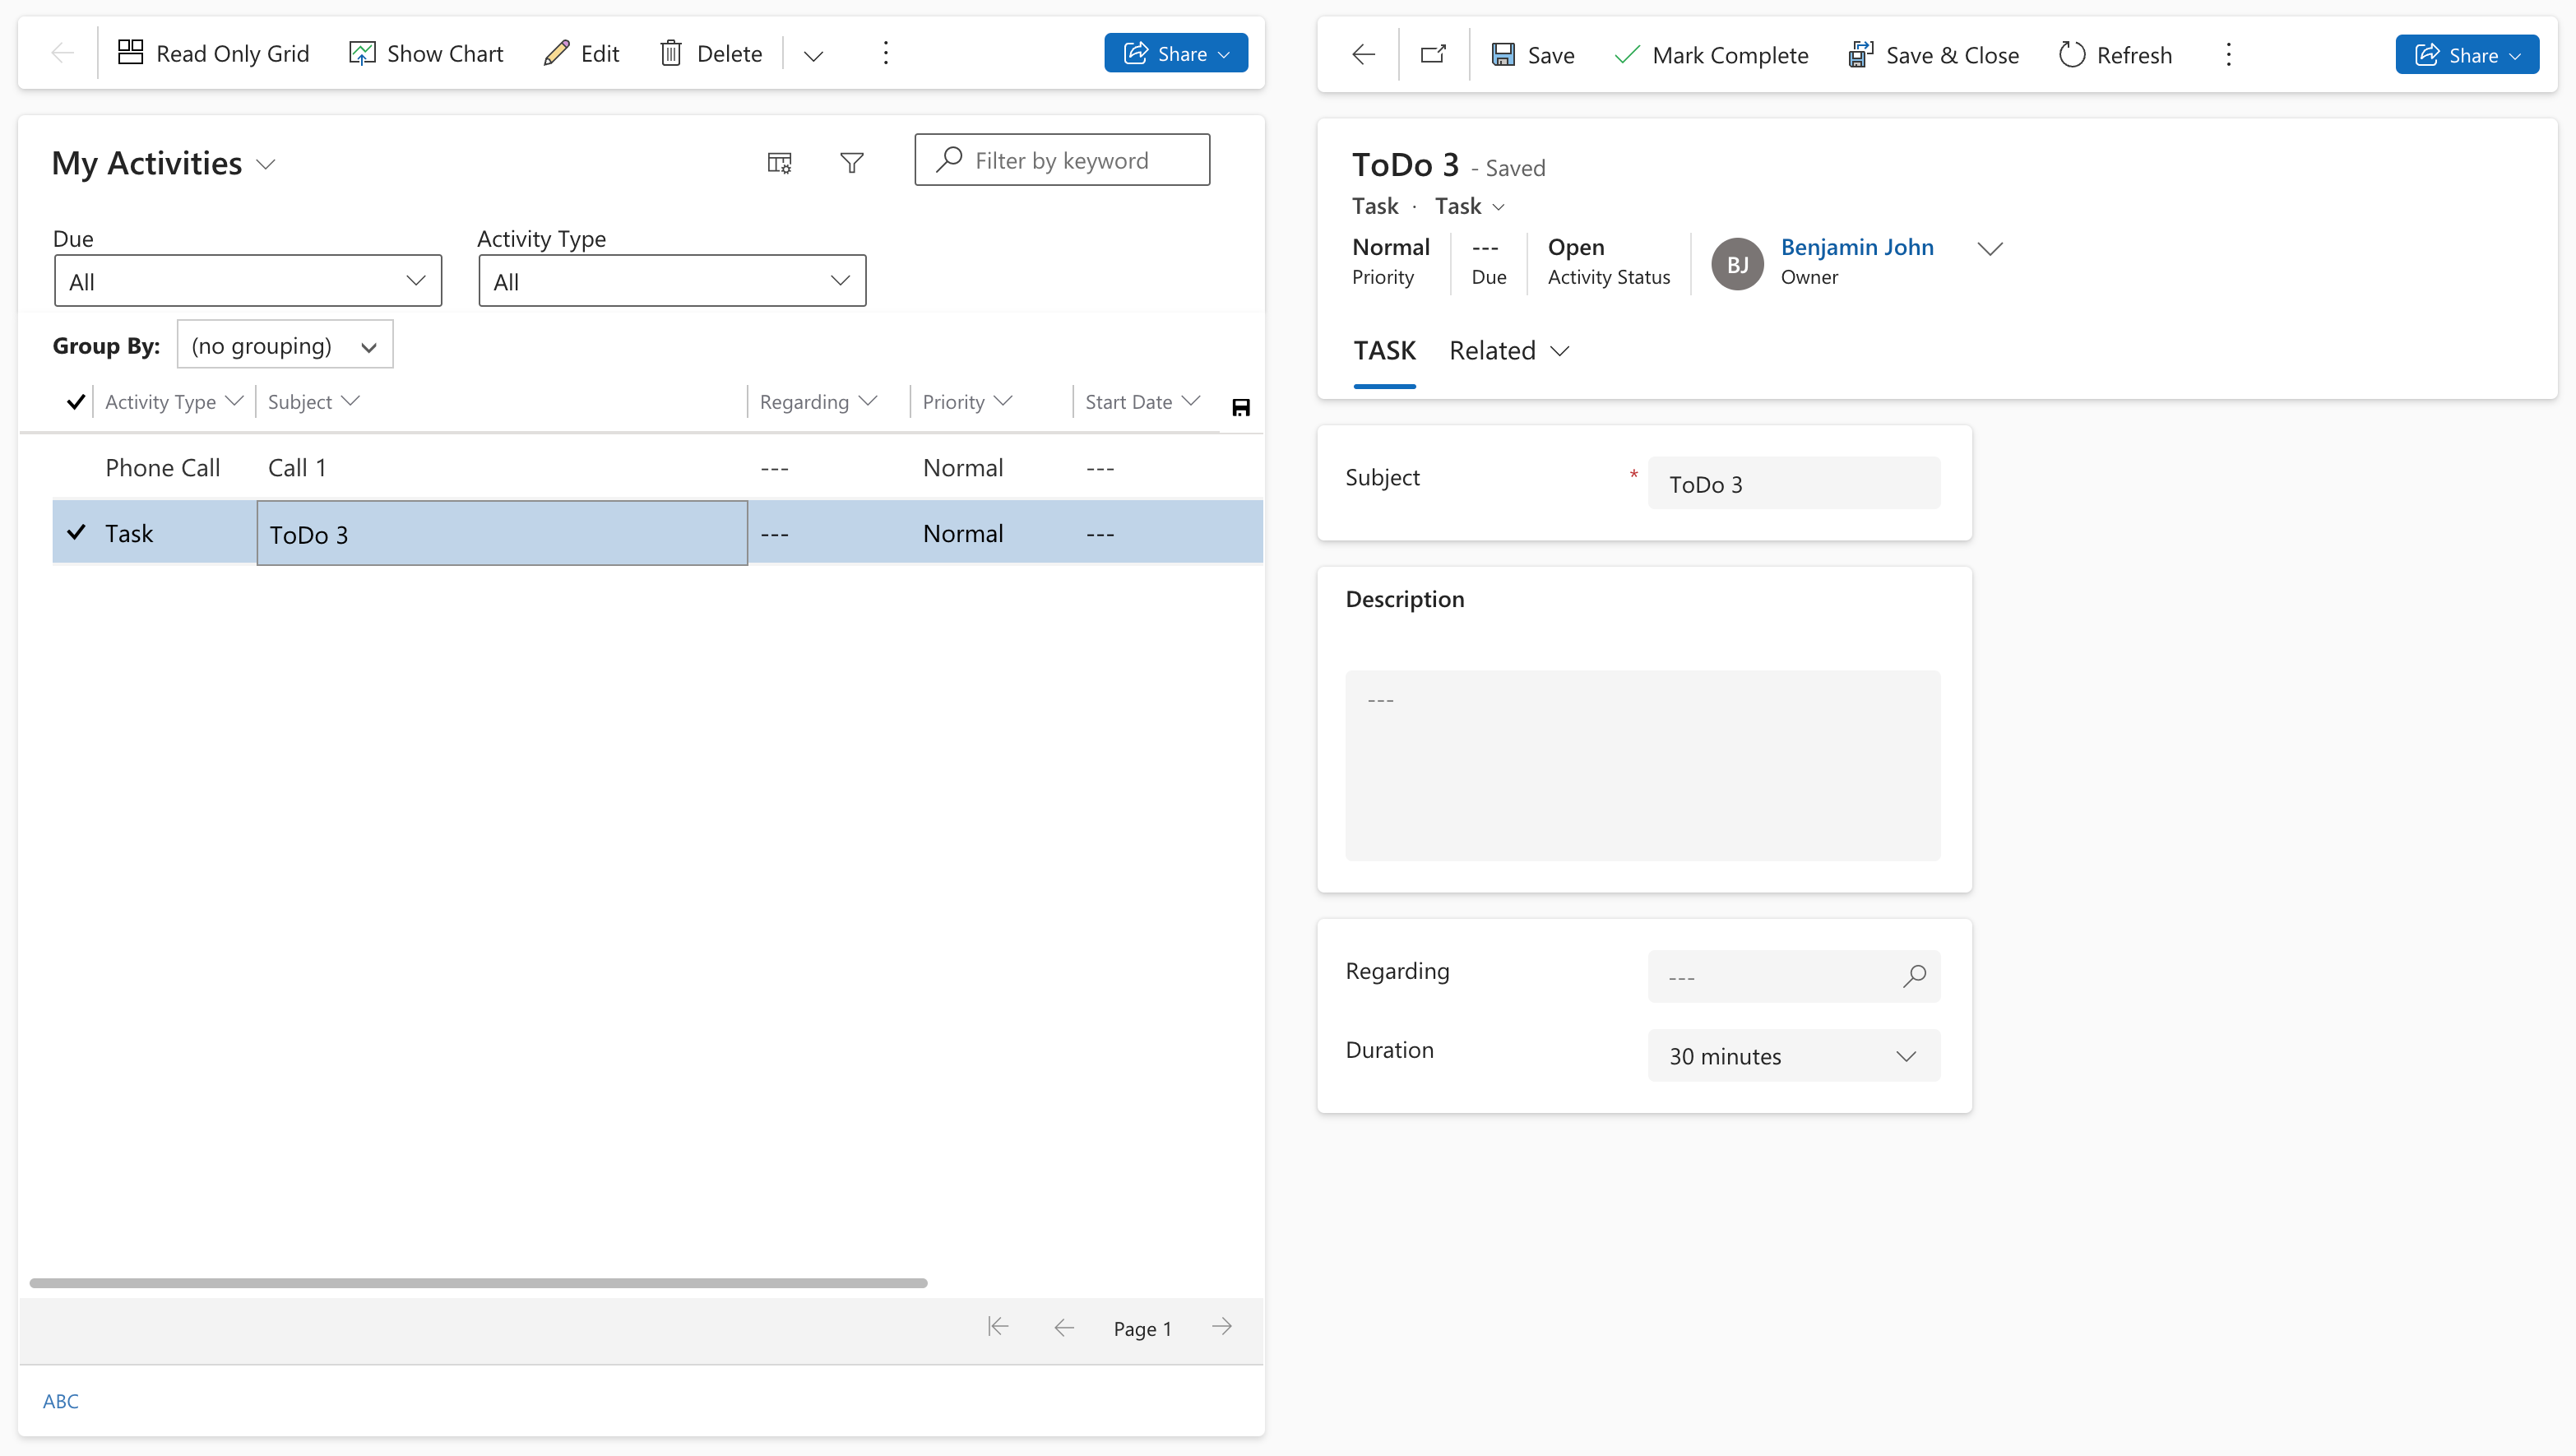 Read Only Grid Show Chart Edit Delete Share
My Activities Filter by keyword
Due Activity Type
All All
Group By: (no grouping)
Activity Type Subject Regarding Priority Start Date
Phone Call Call 1 --- Normal ---
Task ToDo 3 --- Normal ---
Page 1
ABC
Save Mark Complete Save & Close Refresh Share
ToDo 3 - Saved
Task · Task
Normal --- Open BJ Benjamin John
Priority Due Activity Status Owner
TASK Related
Subject * ToDo 3
Description
---
Regarding ---
Duration 30 minutes